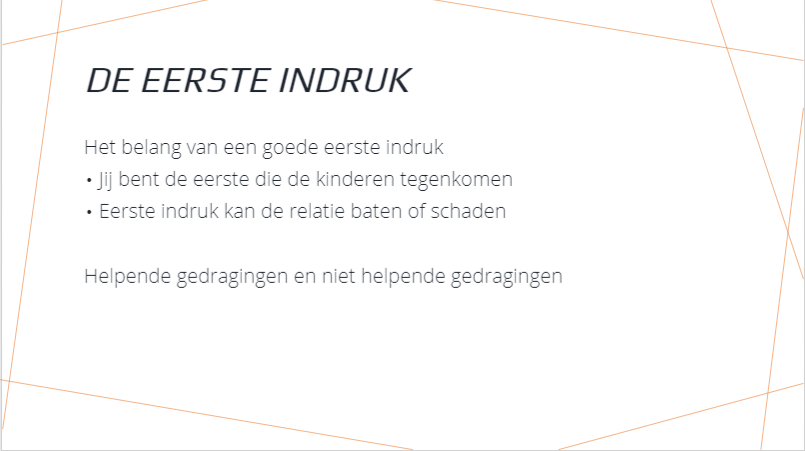 DE EERSTE INDRUK
Het belang van een goede eerste indruk
• Jij bent de eerste die de kinderen tegenkomen
• Eerste indruk kan de relatie baten of schaden
Helpende gedragingen en niet helpende gedragingen